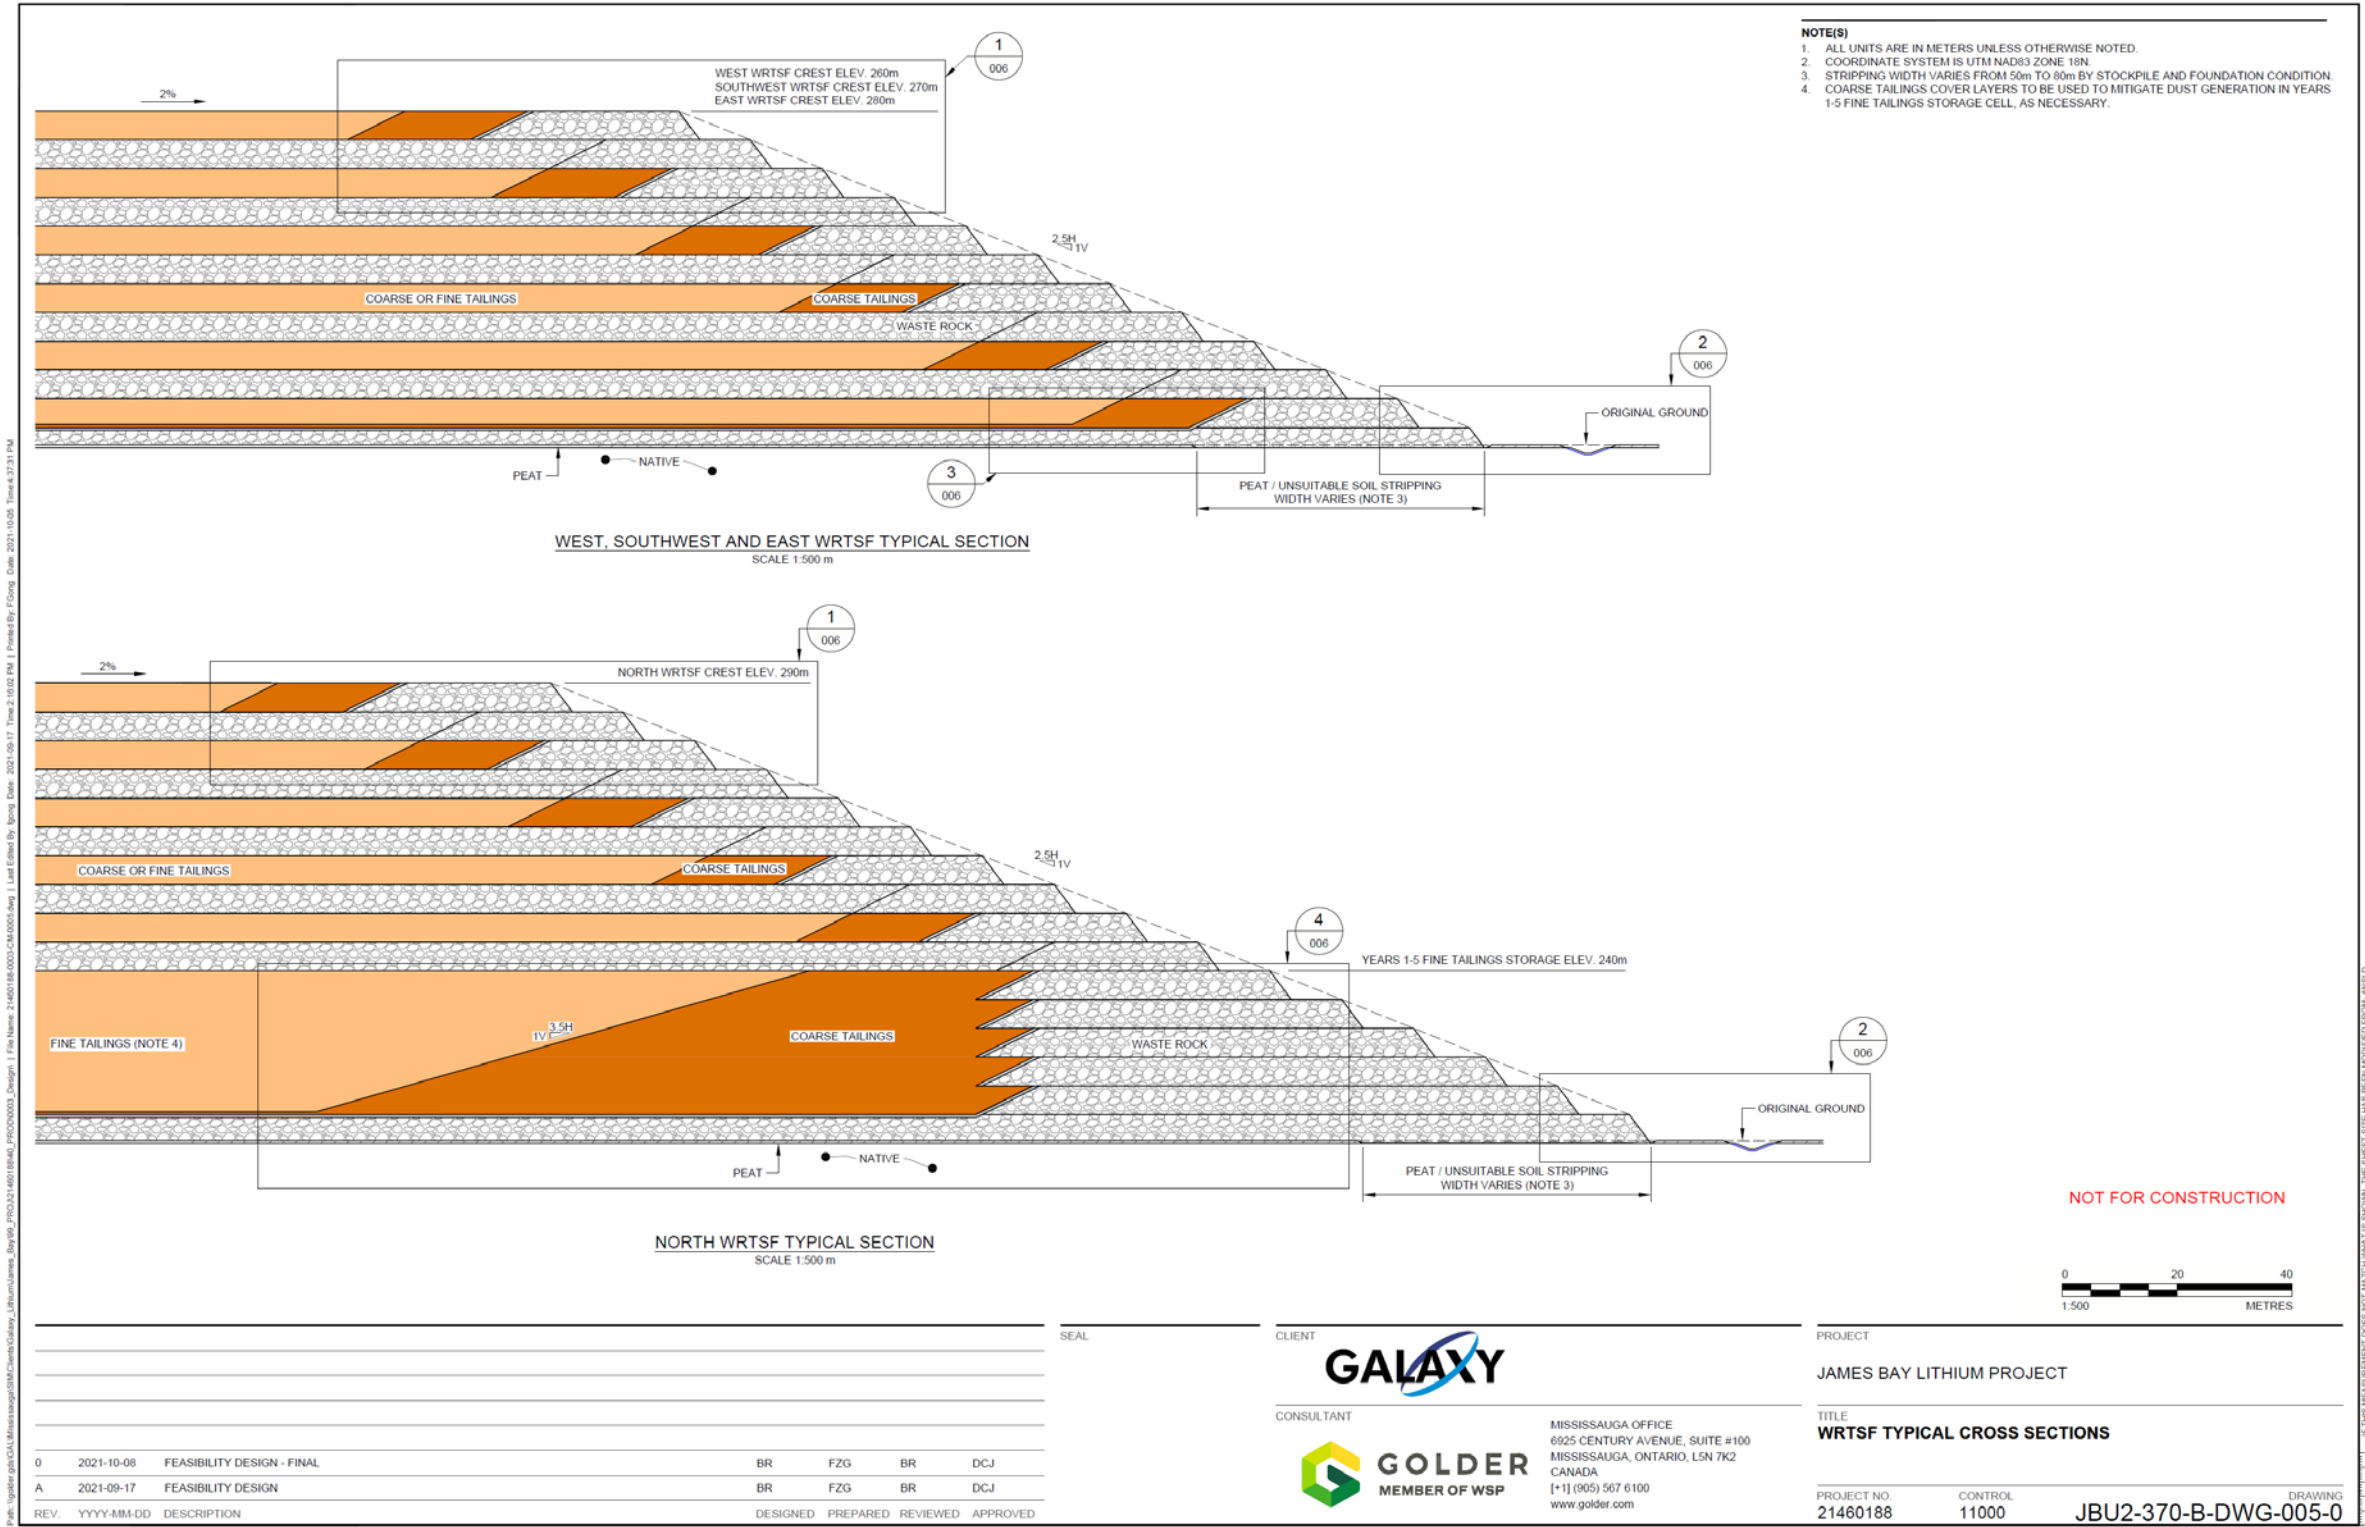 NOTE(S)
1. ALL UNITS ARE IN METERS UNLESS OTHERWISE NOTED.
2. COORDINATE SYSTEM IS UTM NAD83 ZONE 18N.
3. STRIPPING WIDTH VARIES FROM 50m TO 80m BY STOCKPILE AND FOUNDATION CONDITION.
4. COARSE TAILINGS COVER LAYERS TO BE USED TO MITIGATE DUST GENERATION IN YEARS
1-5 FINE TAILINGS STORAGE CELL, AS NECESSARY.
1
006
WEST WRTSF CREST ELEV. 260m
SOUTHWEST WRTSF CREST ELEV. 270m
EAST WRTSF CREST ELEV. 280m
2%
2.5H
1V
COARSE OR FINE TAILINGS
COARSE TAILINGS
WASTE ROCK
2
006
ORIGINAL GROUND
PEAT
NATIVE
3
006
PEAT / UNSUITABLE SOIL STRIPPING
WIDTH VARIES (NOTE 3)
WEST, SOUTHWEST AND EAST WRTSF TYPICAL SECTION
SCALE 1:500 m
1
006
2%
NORTH WRTSF CREST ELEV. 290m
2.5H
1V
COARSE OR FINE TAILINGS
COARSE TAILINGS
4
006
YEARS 1-5 FINE TAILINGS STORAGE ELEV. 240m
3.5H
1V
FINE TAILINGS (NOTE 4)
COARSE TAILINGS
WASTE ROCK
2
006
ORIGINAL GROUND
PEAT
NATIVE
PEAT / UNSUITABLE SOIL STRIPPING
WIDTH VARIES (NOTE 3)
NORTH WRTSF TYPICAL SECTION
SCALE 1:500 m
NOT FOR CONSTRUCTION
0 20 40
1:500 METRES
SEAL
CLIENT
GALAXY
CONSULTANT
GOLDER
MEMBER OF WSP
MISSISSAUGA OFFICE
6925 CENTURY AVENUE, SUITE #100
MISSISSAUGA, ONTARIO, L5N 7K2
CANADA
[+1] (905) 567 6100
www.golder.com
PROJECT
JAMES BAY LITHIUM PROJECT
TITLE
WRTSF TYPICAL CROSS SECTIONS
PROJECT NO. CONTROL DRAWING
21460188 11000 JBU2-370-B-DWG-005-0
0 2021-10-08 FEASIBILITY DESIGN - FINAL BR FZG BR DCJ
A 2021-09-17 FEASIBILITY DESIGN BR FZG BR DCJ
REV. YYYY-MM-DD DESCRIPTION DESIGNED PREPARED REVIEWED APPROVED